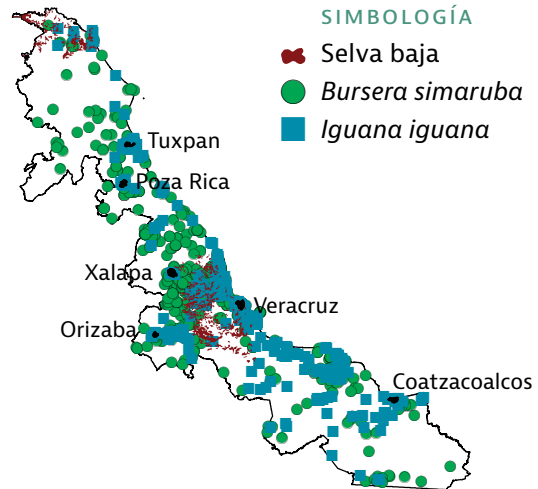 SIMBOLOGÍA
Selva baja
Bursera simaruba
Iguana iguana
Tuxpan
Poza Rica
Xalapa
Veracruz
Orizaba
Coatzacoalcos